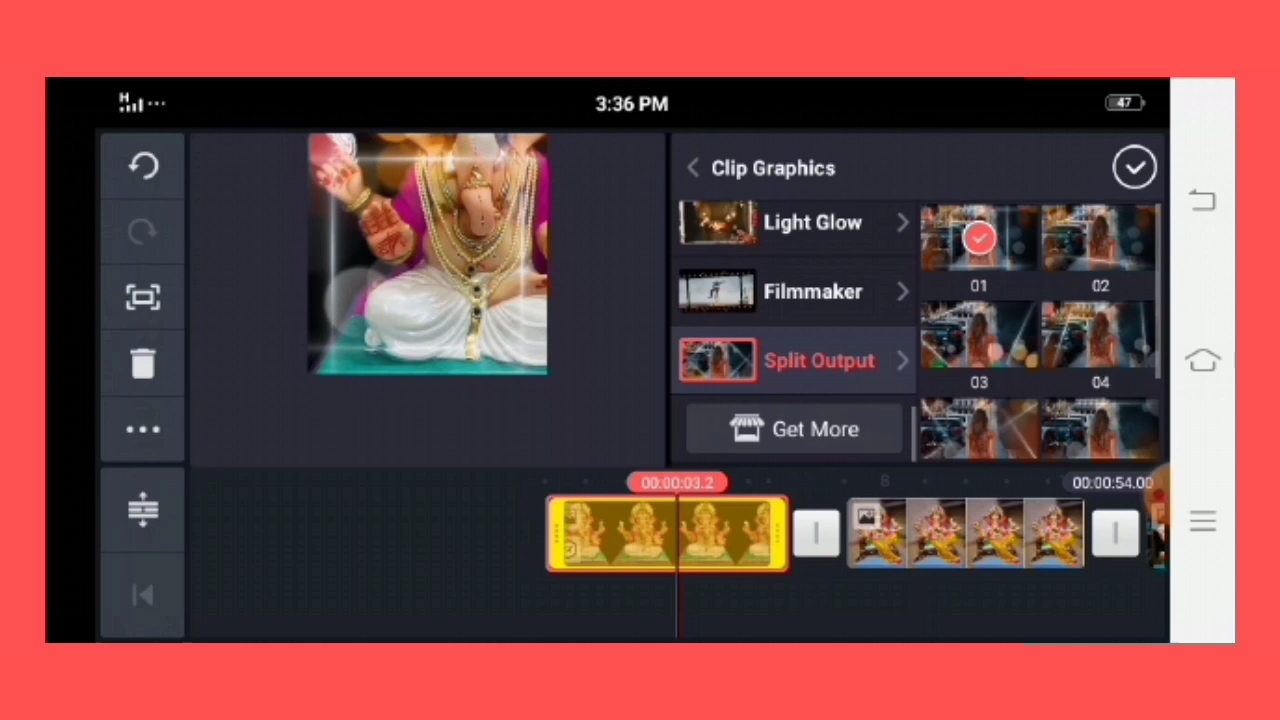 H
3:36 PM
47
Clip Graphics
Light Glow
Filmmaker
Split Output
Get More
01
02
03
04
00:00:03.2
8
00:00:54.00